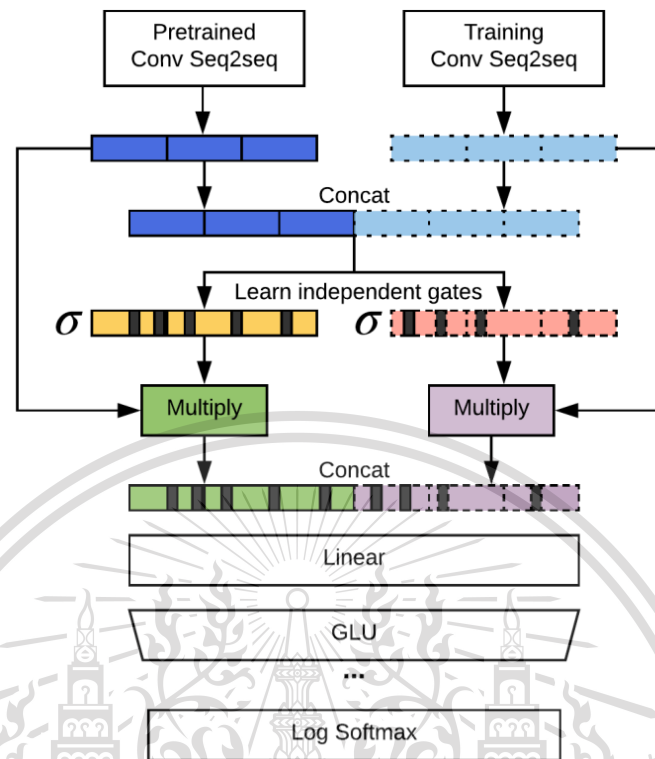 Pretrained
Conv Seq2seq
Training
Conv Seq2seq
Concat
Learn independent gates
σ
σ
Multiply
Multiply
Concat
Linear
GLU
...
Log Softmax